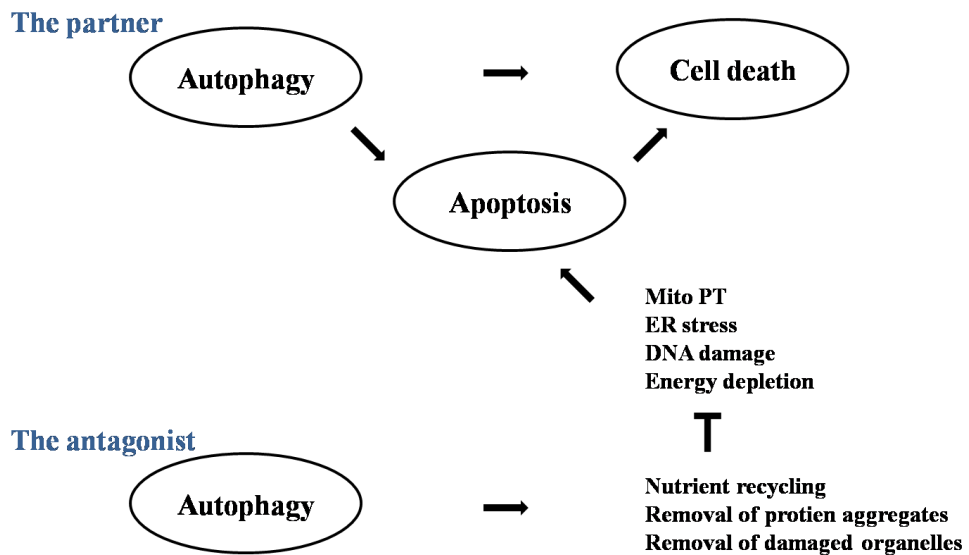 The partner
Autophagy
Cell death
Apoptosis
Mito PT
ER stress
DNA damage
Energy depletion
The antagonist
Autophagy
Nutrient recycling
Removal of protien aggregates
Removal of damaged organelles